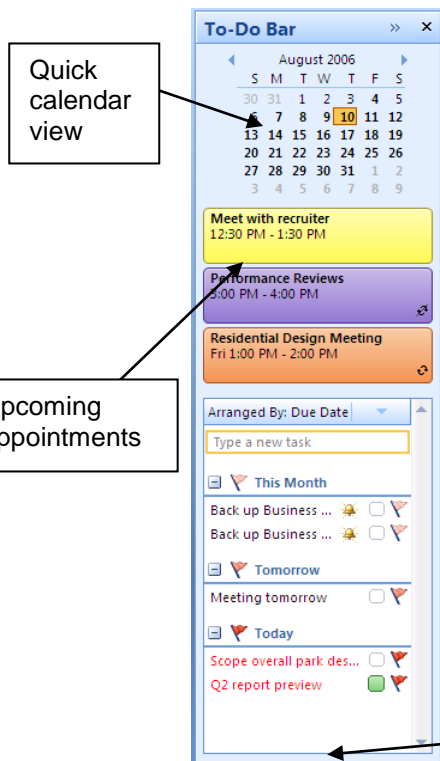 To-Do Bar
Quick
calendar
view
August 2006
S M T W T F S
30 31 1 2 3 4 5
6 7 8 9 10 11 12
13 14 15 16 17 18 19
20 21 22 23 24 25 26
27 28 29 30 31 1 2
3 4 5 6 7 8 9
Meet with recruiter
12:30 PM - 1:30 PM
Performance Reviews
3:00 PM - 4:00 PM
Residential Design Meeting
Fri 1:00 PM - 2:00 PM
pcoming
ppointments
Arranged By: Due Date
Type a new task
This Month
Back up Business ...
Back up Business ...
Tomorrow
Meeting tomorrow
Today
Scope overall park des...
Q2 report preview